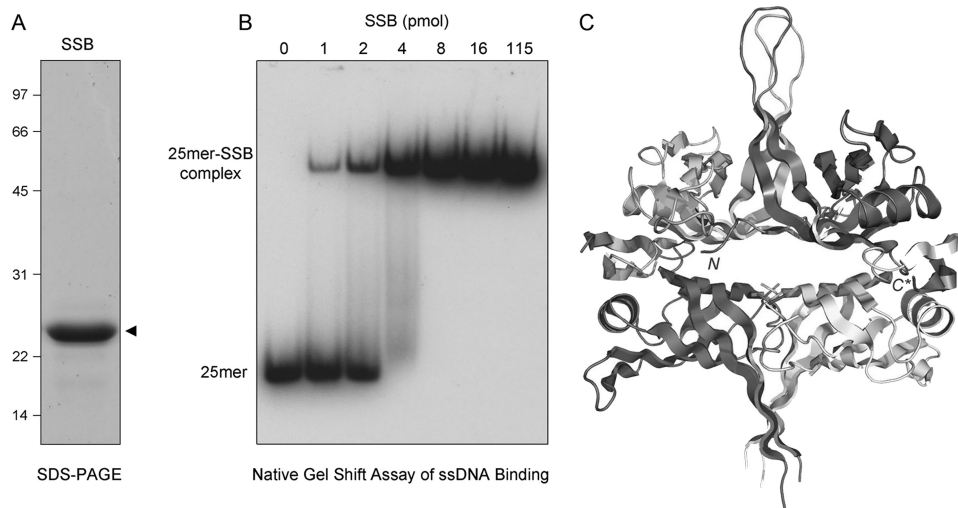 A
SSB
97
66
45
31
22
14
SDS-PAGE
B
SSB (pmol)
0 1 2 4 8 16 115
25mer-SSB
complex
25mer
Native Gel Shift Assay of ssDNA Binding
C
N
C*